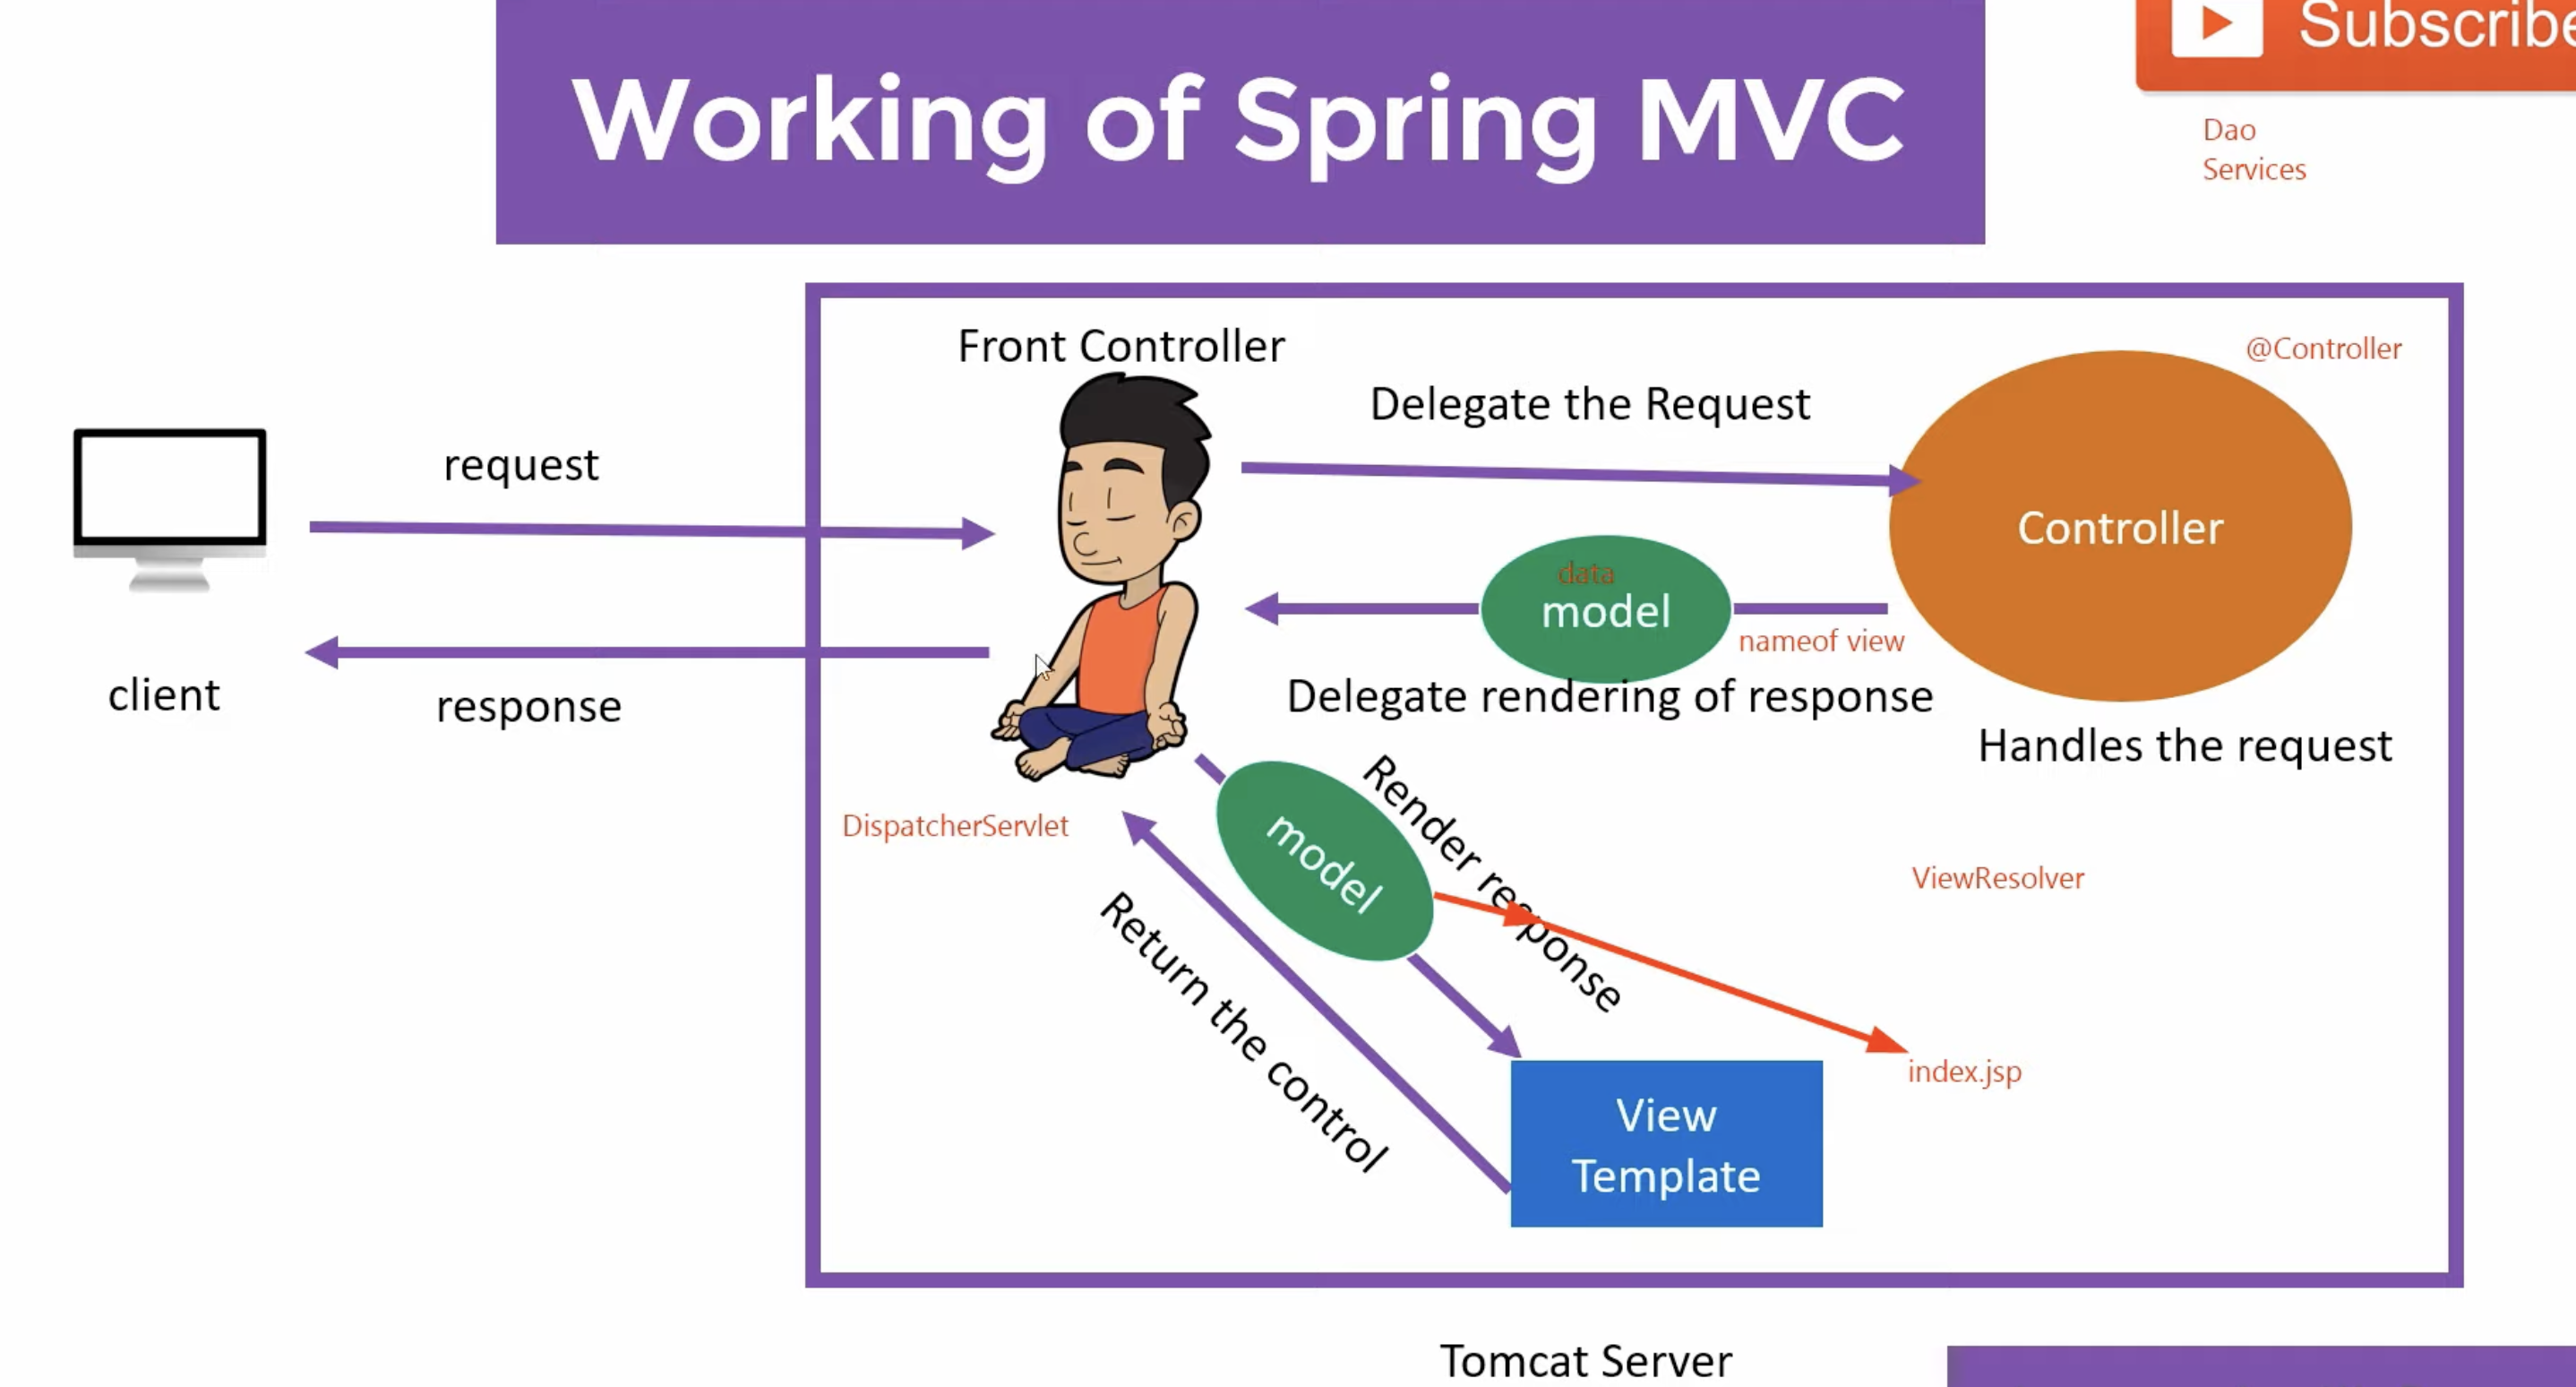 Working of Spring MVC
Subscribe
Dao
Services
Front Controller
@Controller
Delegate the Request
request
Controller
data
model
nameof view
client
response
Delegate rendering of response
Handles the request
DispatcherServlet
model
Render response
ViewResolver
Return the control
index.jsp
View
Template
Tomcat Server